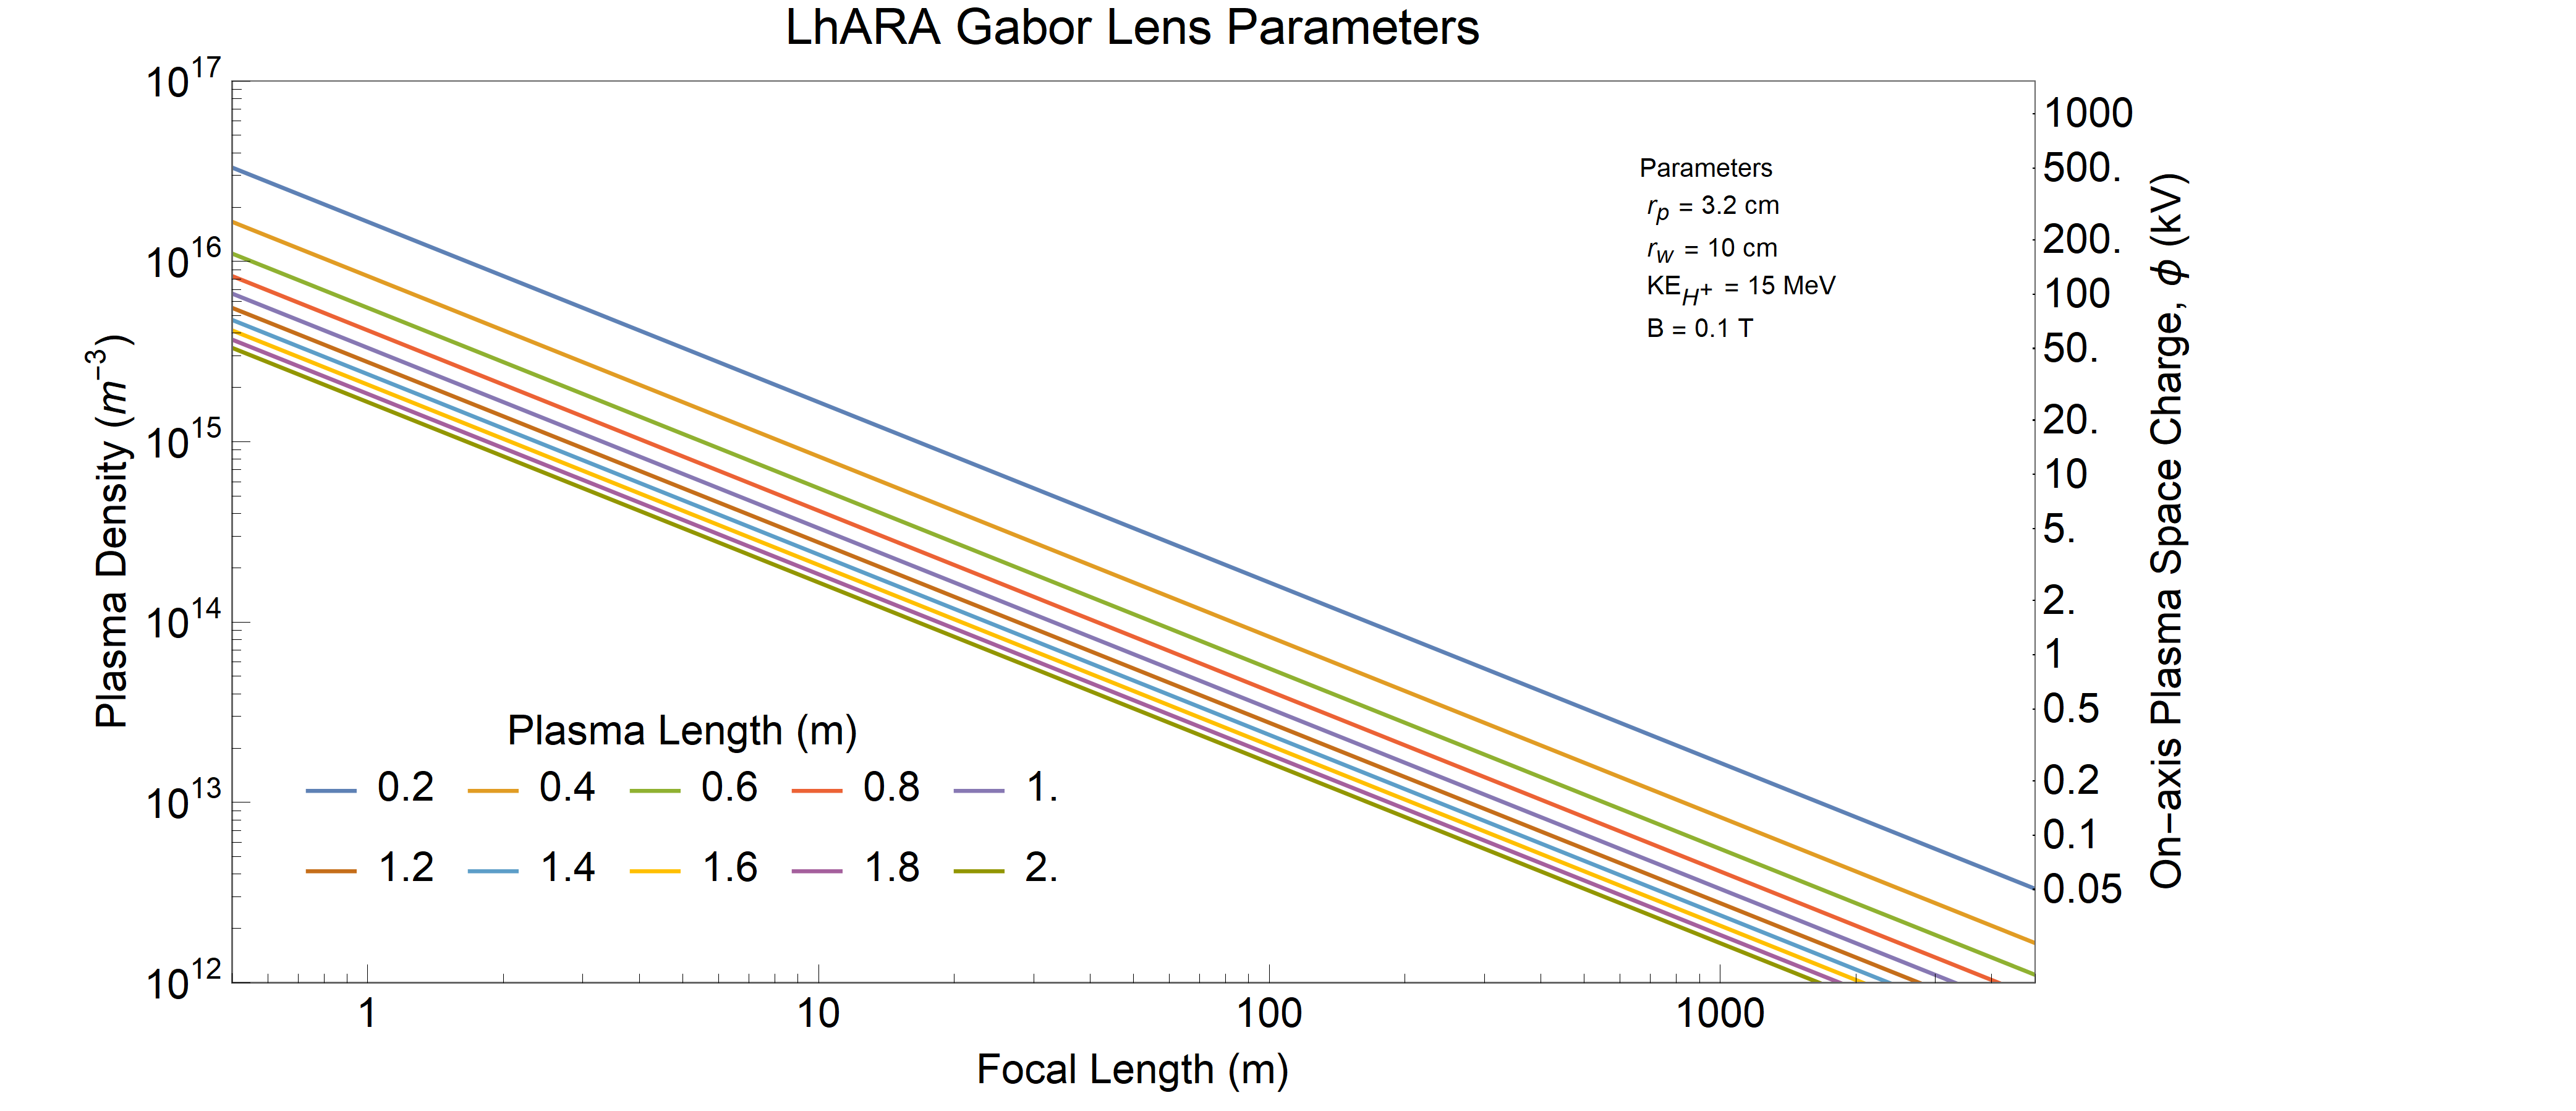 LhARA Gabor Lens Parameters
10^17
10^16
10^15
10^14
10^13
10^12
Plasma Density (m^−3)
Parameters
r_p = 3.2 cm
r_w = 10 cm
KE_H^+ = 15 MeV
B = 0.1 T
1000
500.
200.
100
50.
20.
10
5.
2.
1
0.5
0.2
0.1
0.05
On−axis Plasma Space Charge, ϕ (kV)
Plasma Length (m)
0.2 0.4 0.6 0.8 1.
1.2 1.4 1.6 1.8 2.
1 10 100 1000
Focal Length (m)